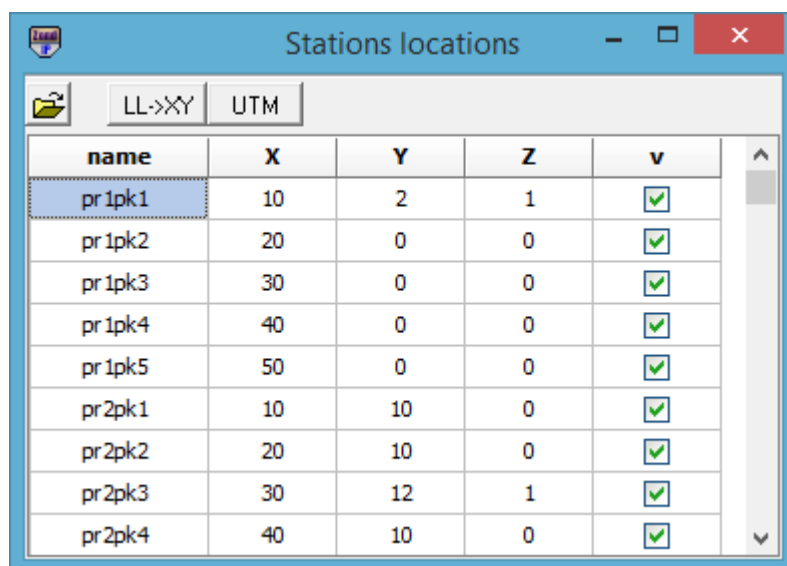 Zond IP
Stations locations
LL->XY UTM
name X Y Z v
pr1pk1 10 2 1
pr1pk2 20 0 0
pr1pk3 30 0 0
pr1pk4 40 0 0
pr1pk5 50 0 0
pr2pk1 10 10 0
pr2pk2 20 10 0
pr2pk3 30 12 1
pr2pk4 40 10 0